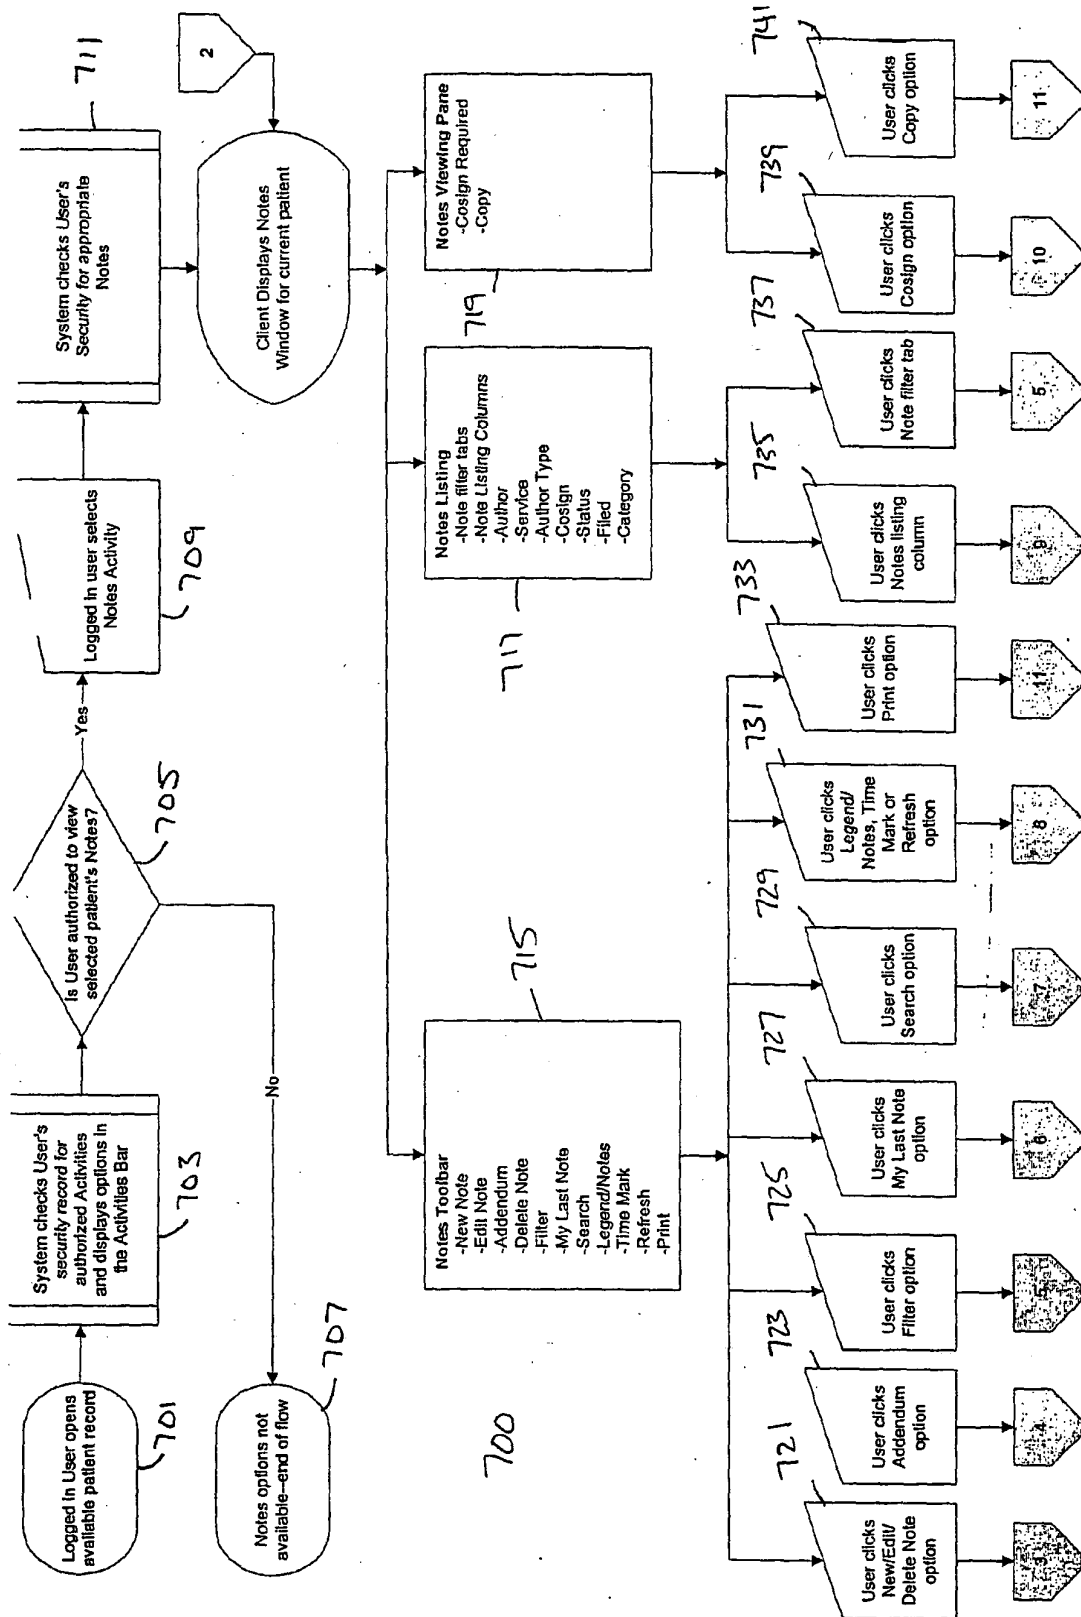 Logged in User opens
available patient record
701
System checks User's
security record for
authorized Activities
and displays options in
the Activities Bar
703
Is User authorized to view
selected patient's Notes?
705
Yes
No
Logged in user selects
Notes Activity
709
System checks User's
Security for appropriate
Notes
711
Notes options not
available--end of flow
707
2
Client Displays Notes
Window for current patient
700
Notes Toolbar
-New Note
-Edit Note
-Addendum
-Delete Note
-Filter
-My Last Note
-Search
-Legend/Notes
-Time Mark
-Refresh
-Print
715
Notes Listing
-Note filter tabs
-Note Listing Columns
-Author
-Service
-Author Type
-Cosign
-Status
-Filed
-Category
717
Notes Viewing Pane
-Cosign Required
-Copy
719
User clicks
New/Edit/
Delete Note
option
721
3
User clicks
Addendum
option
723
4
User clicks
Filter option
725
5
User clicks
My Last Note
option
727
6
User clicks
Search option
729
7
User clicks
Legend/
Notes, Time
Mark or
Refresh
option
731
8
User clicks
Print option
733
11
User clicks
Notes listing
column
735
9
User clicks
Note filter tab
737
5
User clicks
Cosign option
739
10
User clicks
Copy option
741
11